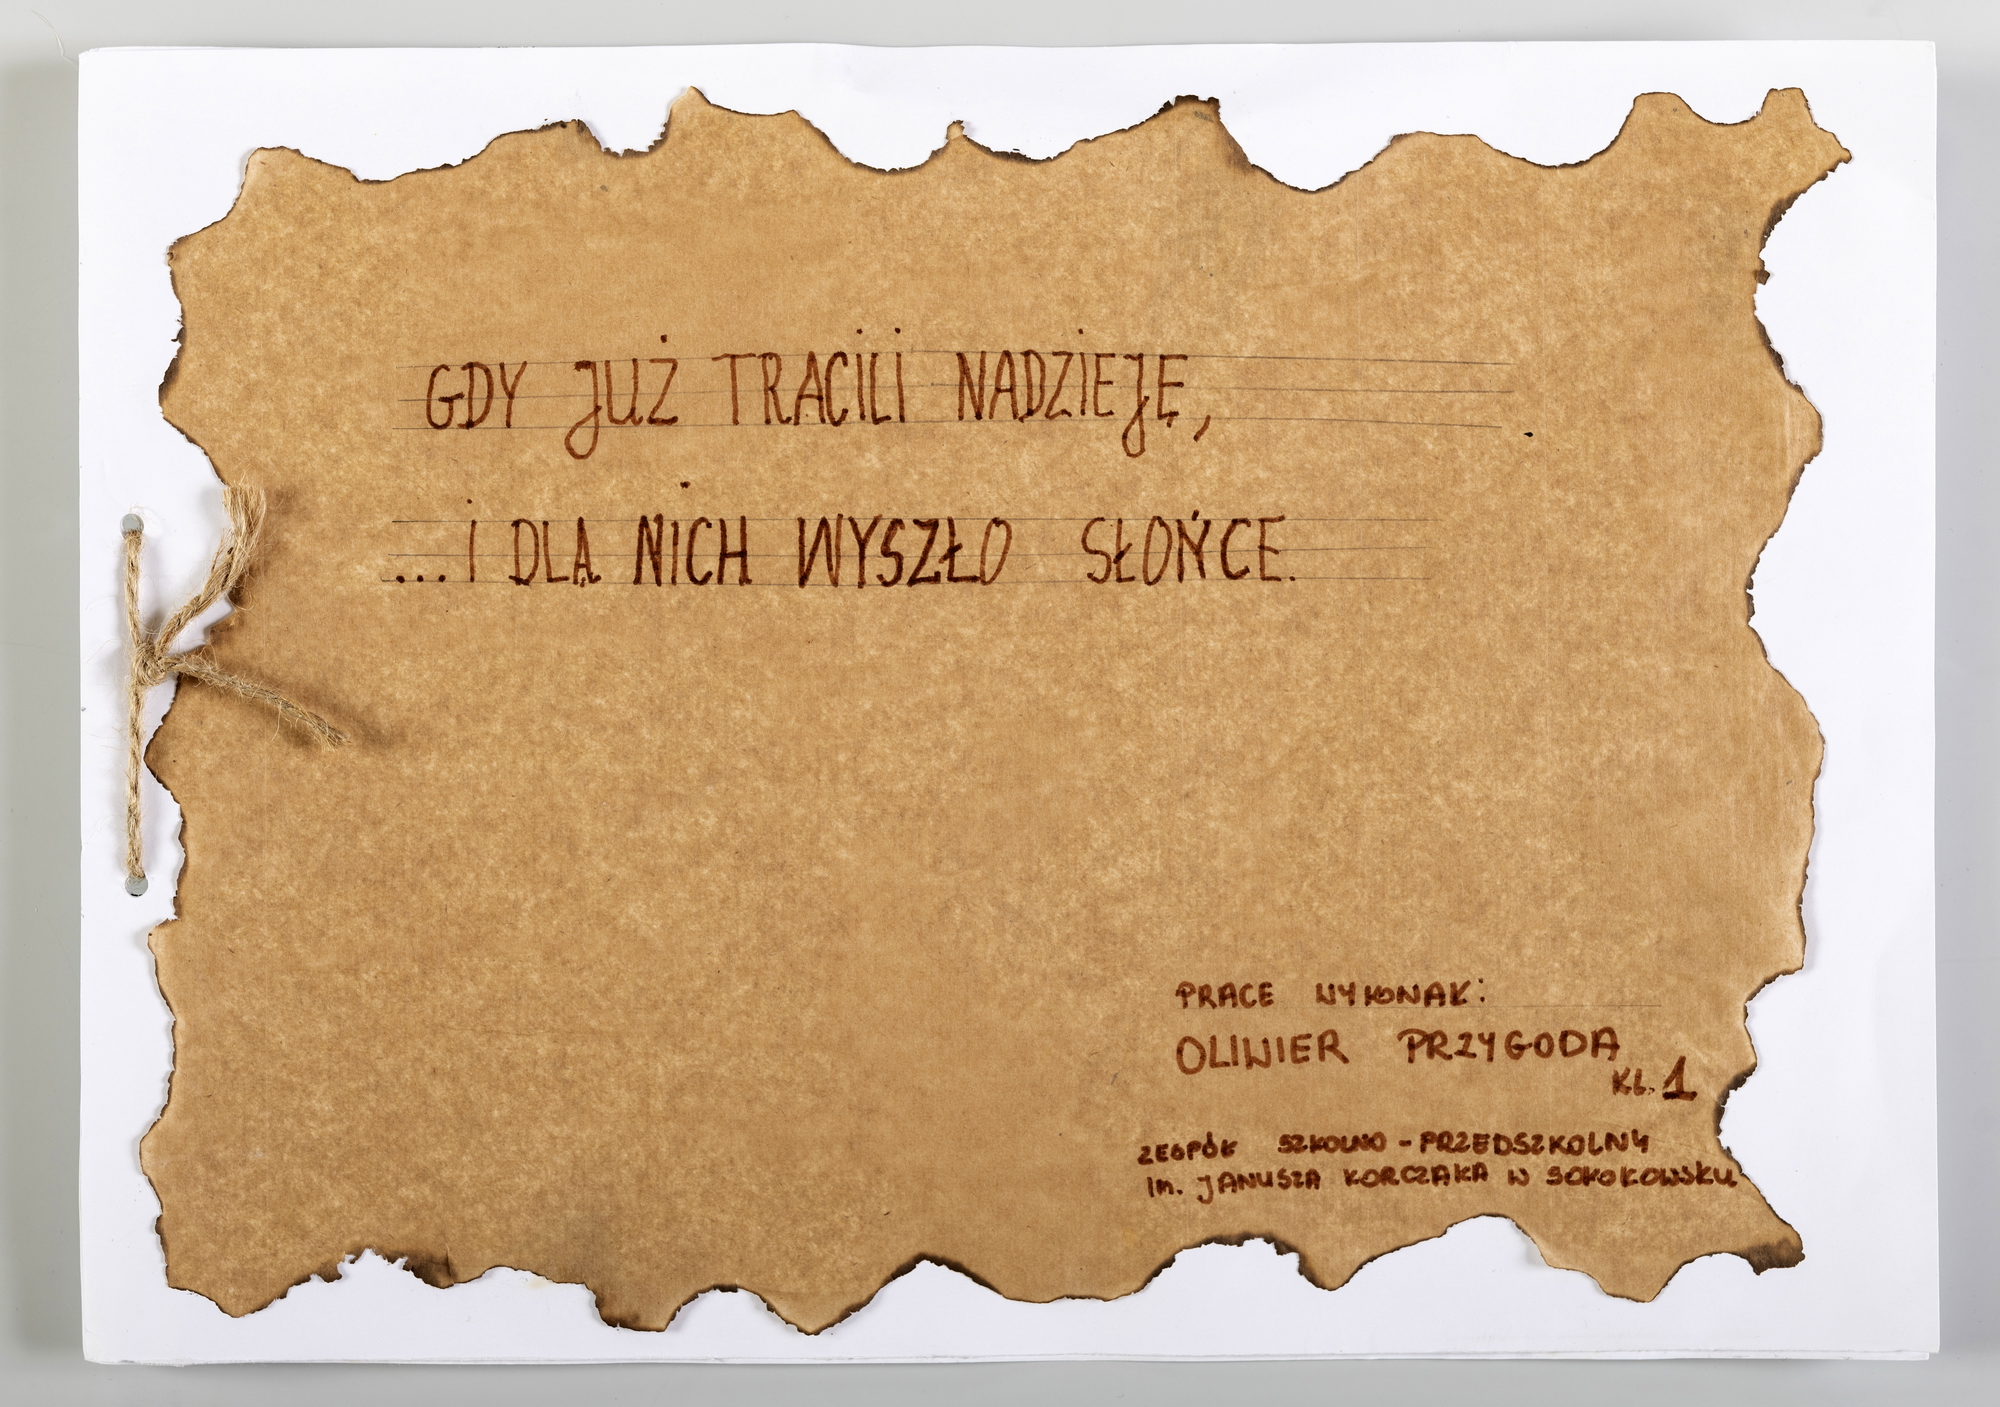 GDY JUŻ TRACILI NADZIEJĘ,
...I DLA NICH WYSZŁO SŁOŃCE.
PRACE WYKONAŁ:
OLIWIER PRZYGODA
KL. 1
ZESPÓŁ SZKOLNO - PRZEDSZKOLNY
IM. JANUSZA KORCZAKA W SOKOŁOWSKU